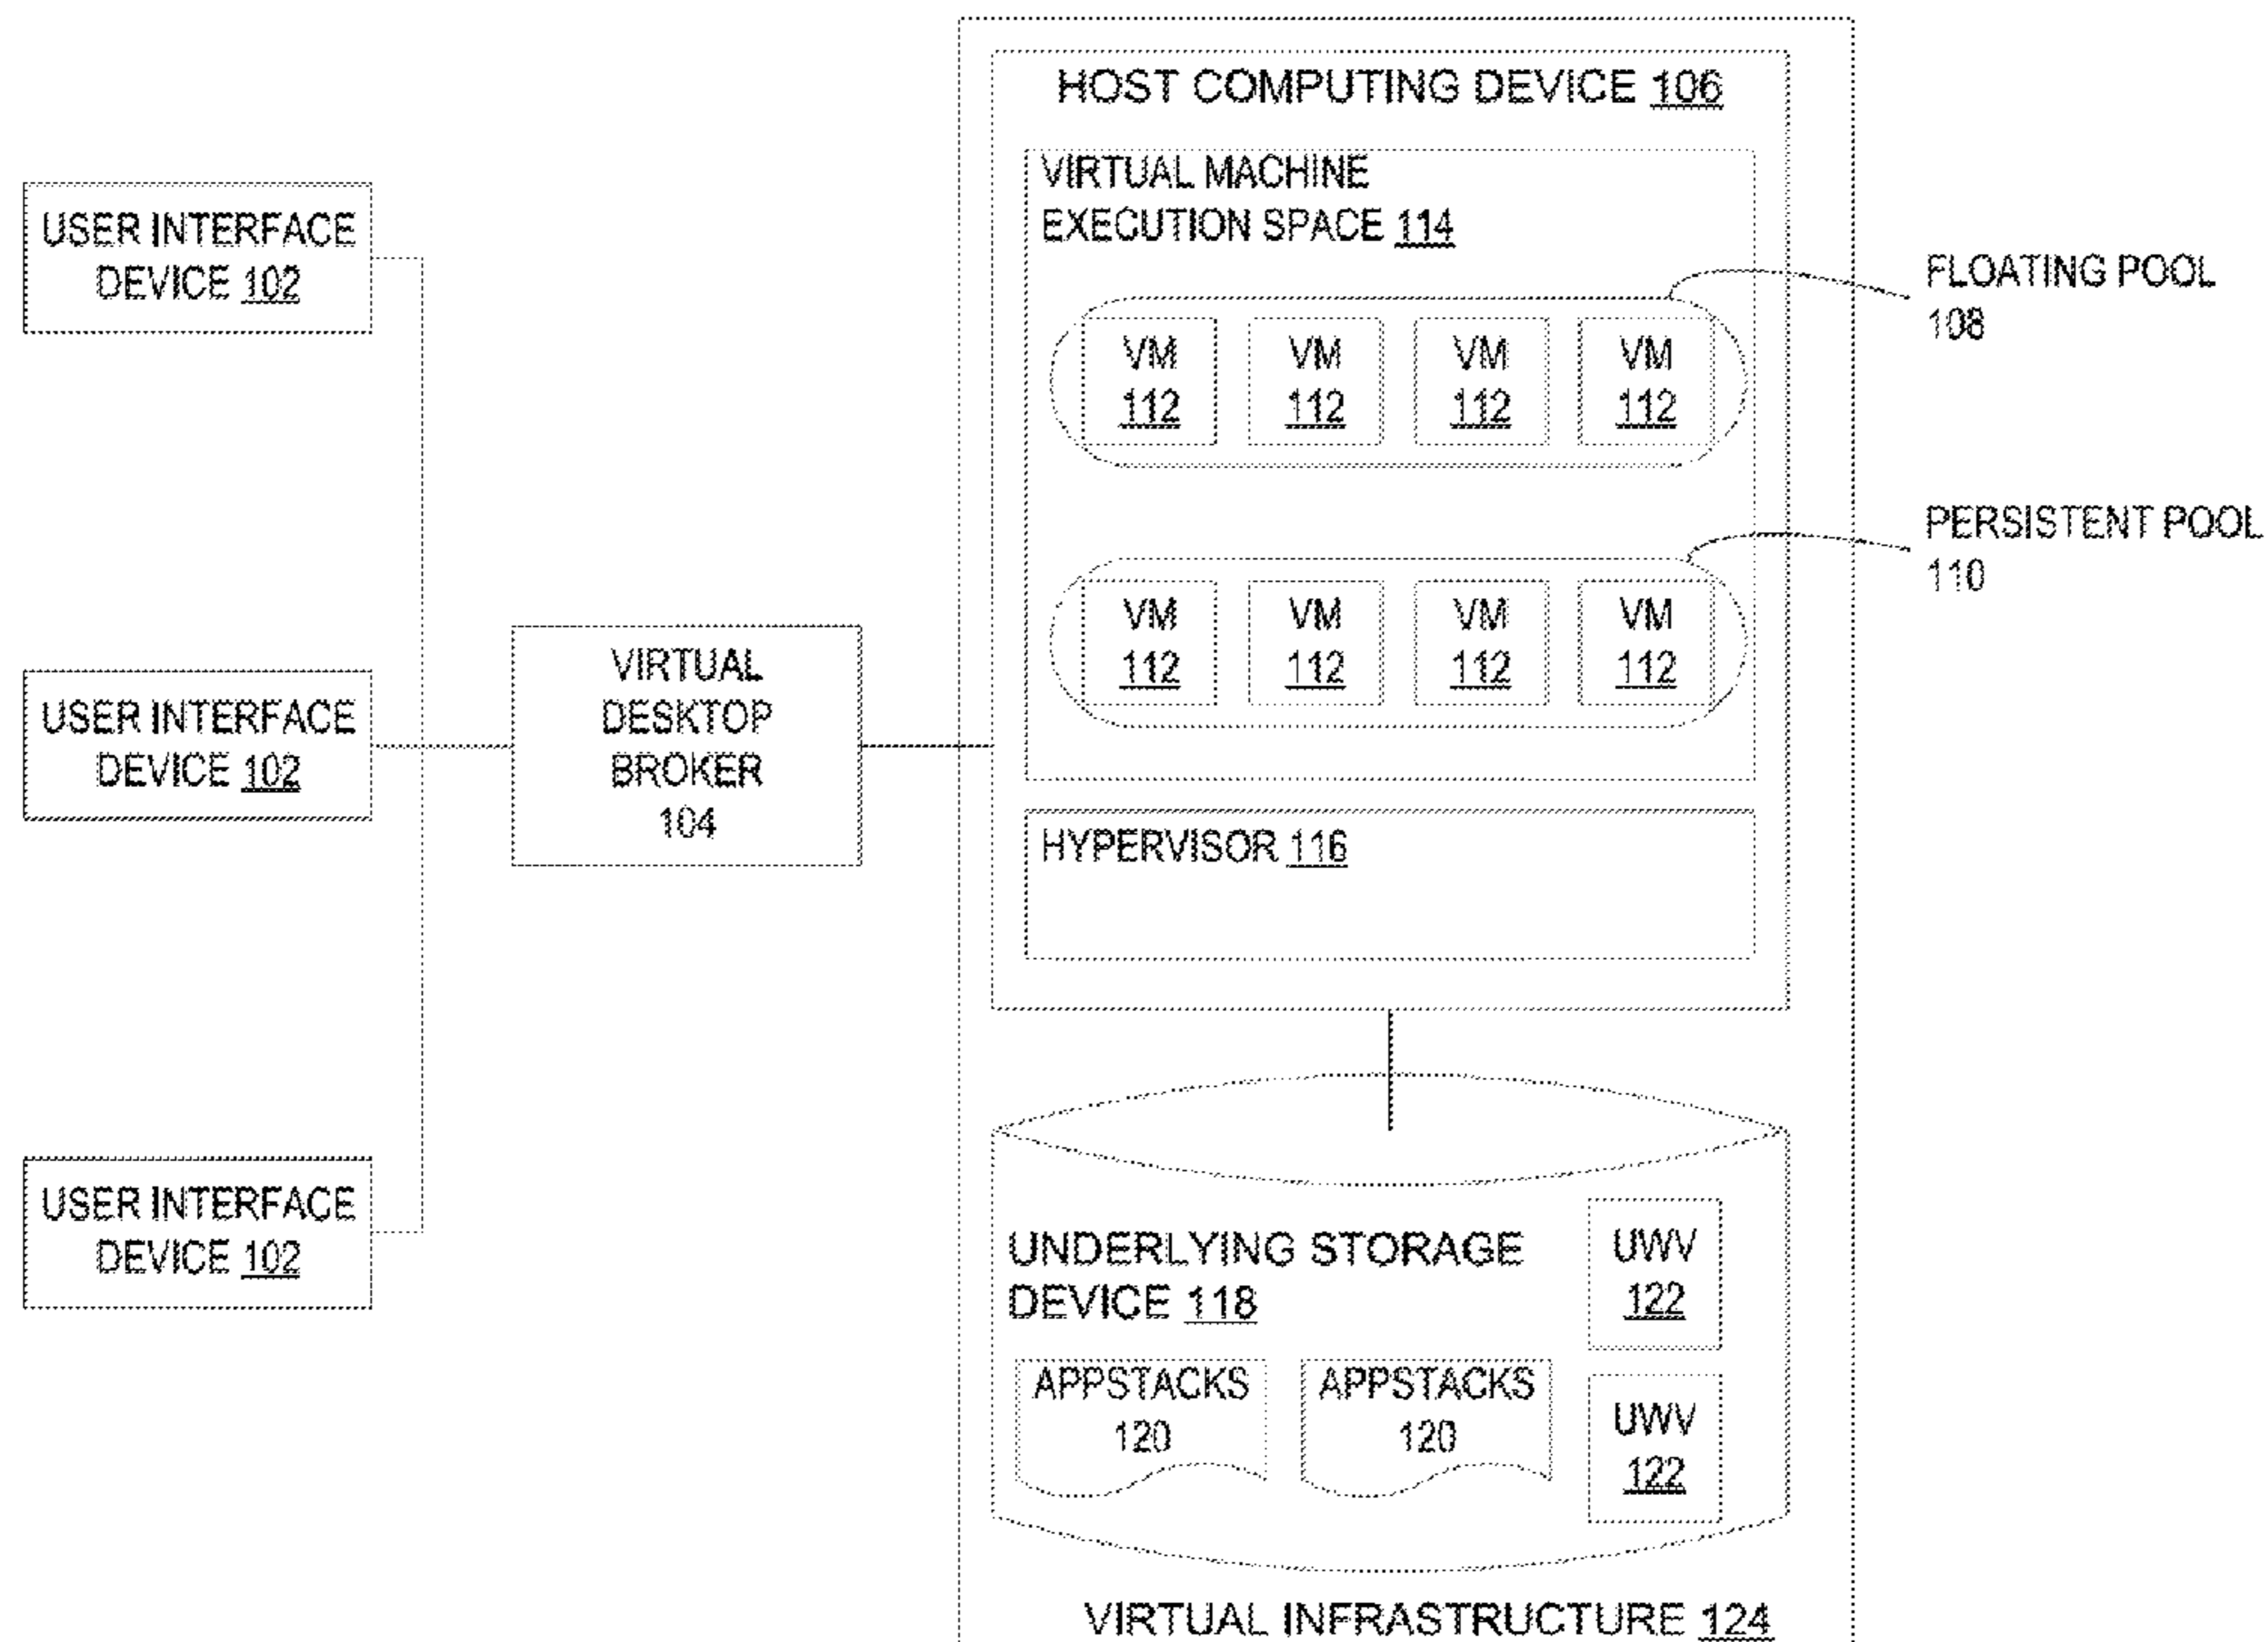 HOST COMPUTING DEVICE 106
VIRTUAL MACHINE
EXECUTION SPACE 114
USER INTERFACE
DEVICE 102
FLOATING POOL
108
VM
112
VM
112
VM
112
VM
112
PERSISTENT POOL
110
VM
112
VM
112
VM
112
VM
112
USER INTERFACE
DEVICE 102
VIRTUAL
DESKTOP
BROKER
104
HYPERVISOR 116
USER INTERFACE
DEVICE 102
UNDERLYING STORAGE
DEVICE 118
UWV
122
APPSTACKS
120
APPSTACKS
120
UWV
122
VIRTUAL INFRASTRUCTURE 124